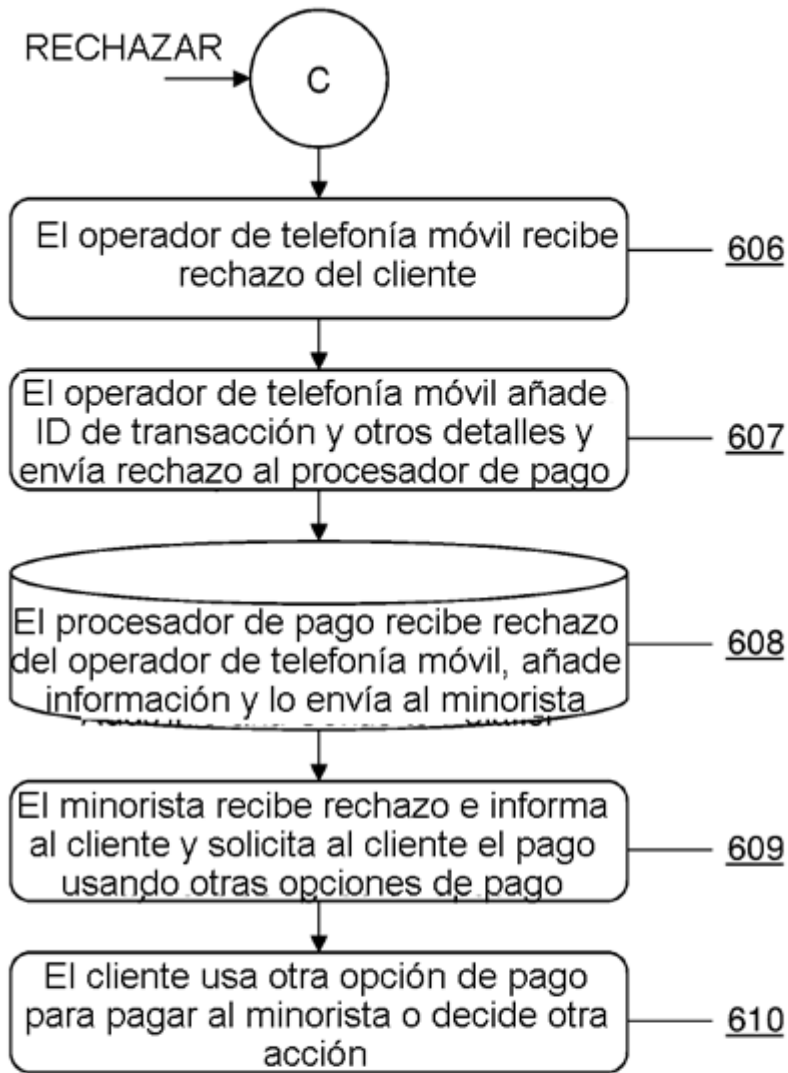 RECHAZAR
C
El operador de telefonía móvil recibe
rechazo del cliente
606
El operador de telefonía móvil añade
ID de transacción y otros detalles y
envía rechazo al procesador de pago
607
El procesador de pago recibe rechazo
del operador de telefonía móvil, añade
información y lo envía al minorista
608
El minorista recibe rechazo e informa
al cliente y solicita al cliente el pago
usando otras opciones de pago
609
El cliente usa otra opción de pago
para pagar al minorista o decide otra
acción
610